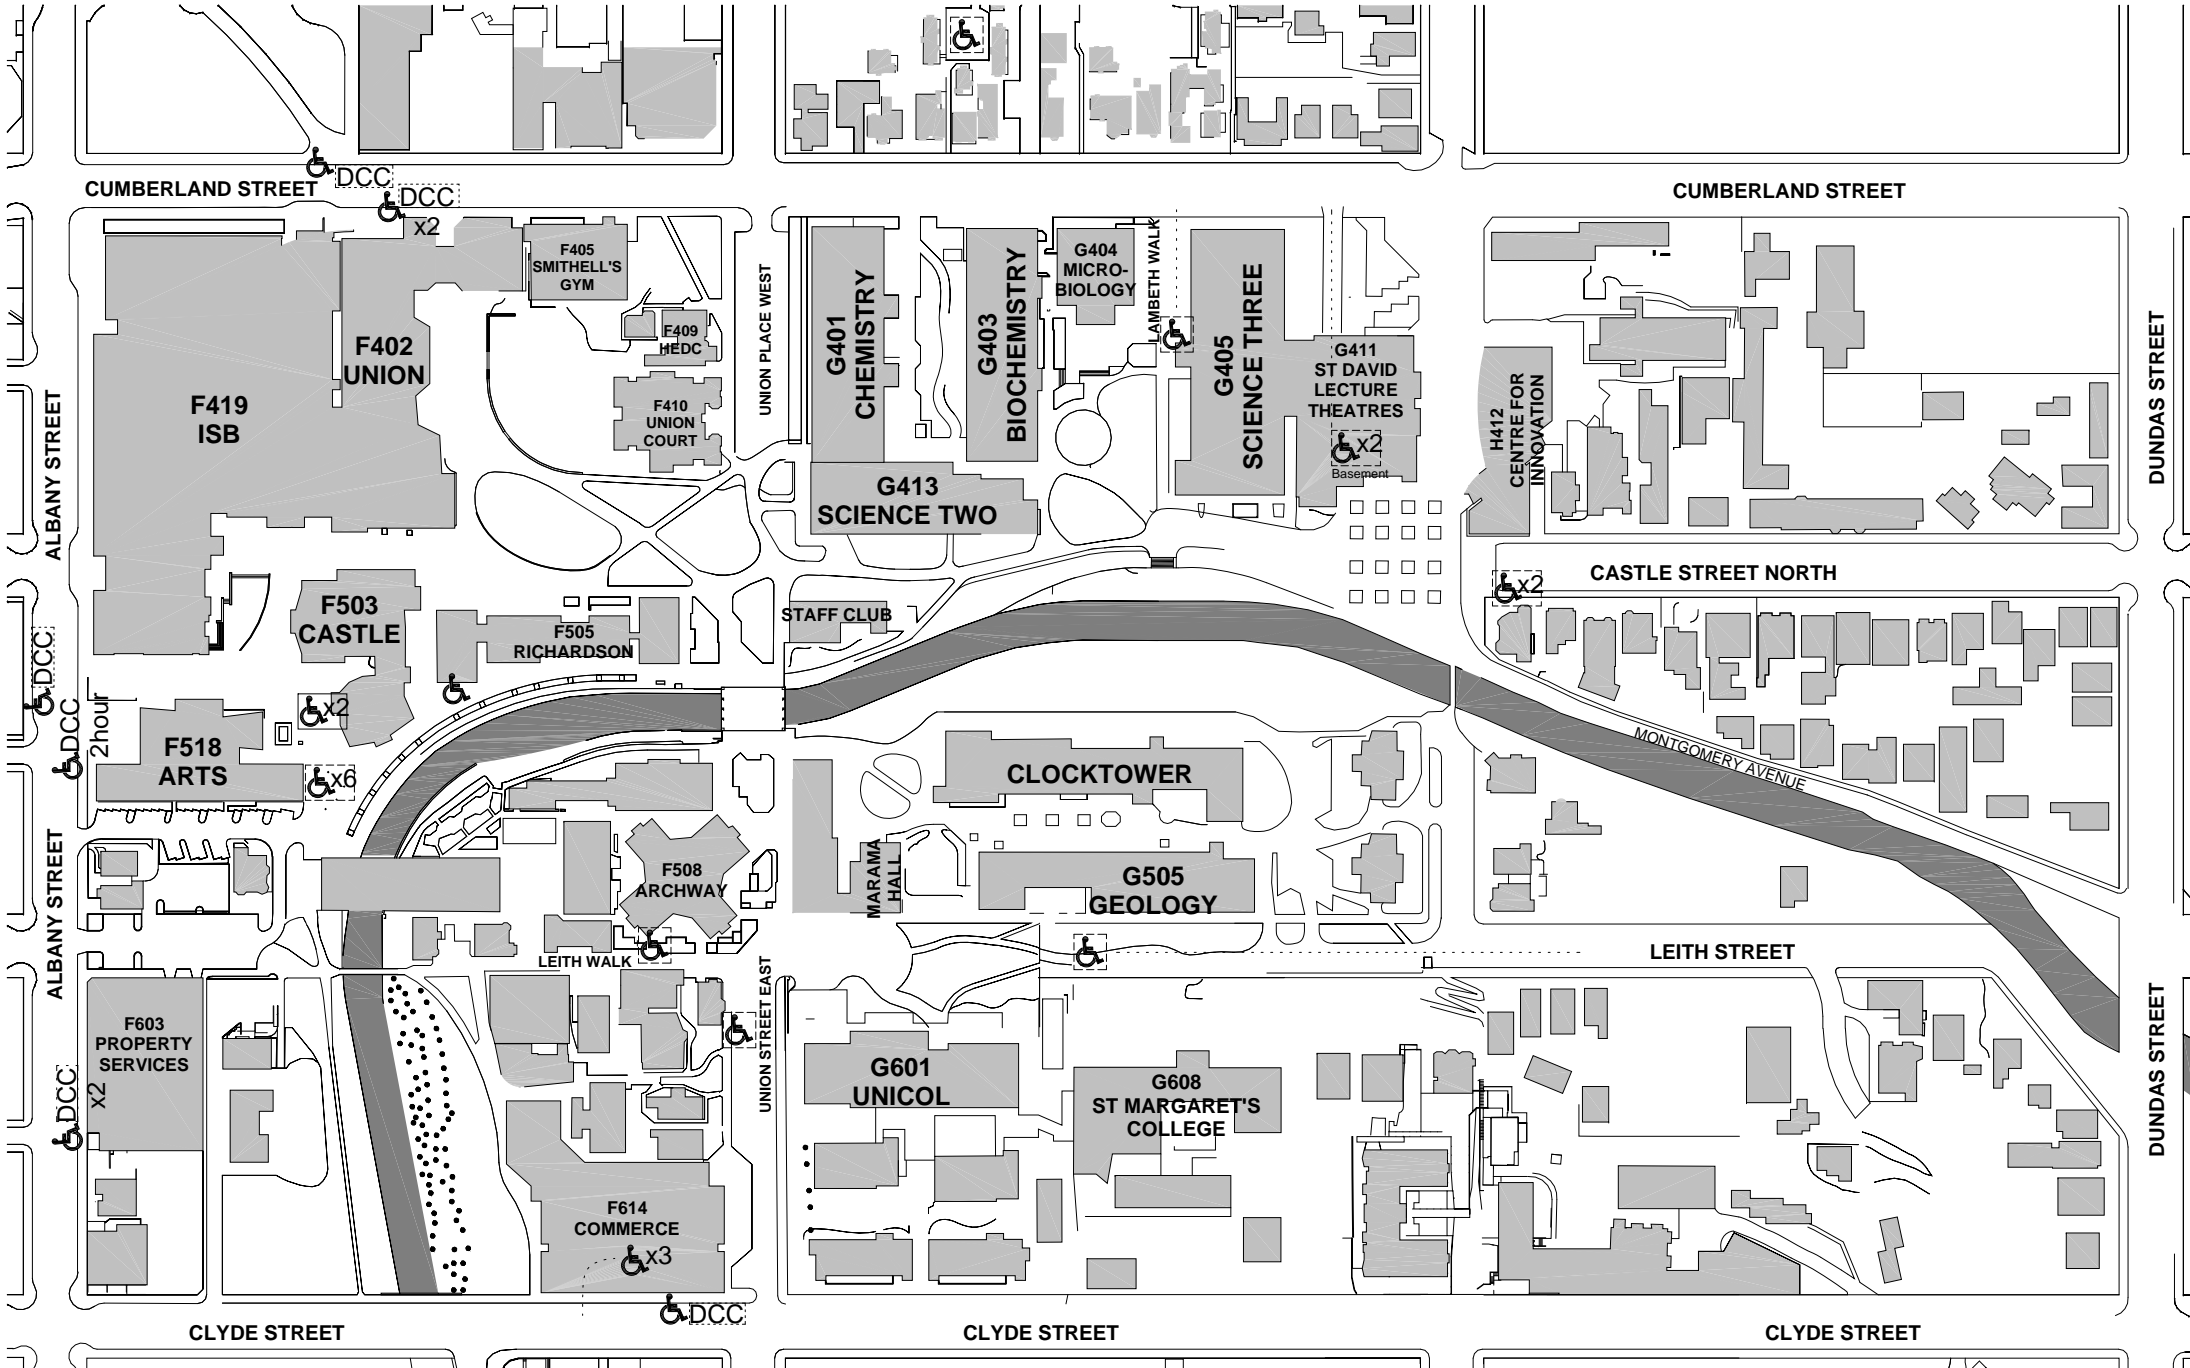 DCC
CUMBERLAND STREET
DCC
x2
CUMBERLAND STREET
F405
SMITHELL'S
GYM
G404
MICRO-
BIOLOGY
LAMBETH WALK
UNION PLACE WEST
F402
UNION
F409
HEDC
G401
CHEMISTRY
G403
BIOCHEMISTRY
G405
SCIENCE THREE
G411
ST DAVID
LECTURE
THEATRES
x2
Basement
H412
CENTRE FOR
INNOVATION
DUNDAS STREET
F419
ISB
F410
UNION
COURT
ALBANY STREET
G413
SCIENCE TWO
CASTLE STREET NORTH
x2
F503
CASTLE
STAFF CLUB
F505
RICHARDSON
DCC
DCC
2hour
x2
F518
ARTS
x6
MONTGOMERY AVENUE
CLOCKTOWER
ALBANY STREET
F508
ARCHWAY
MARAMA
HALL
G505
GEOLOGY
LEITH WALK
LEITH STREET
UNION STREET EAST
F603
PROPERTY
SERVICES
DCC
x2
G601
UNICOL
G608
ST MARGARET'S
COLLEGE
DUNDAS STREET
F614
COMMERCE
x3
DCC
CLYDE STREET
CLYDE STREET
CLYDE STREET